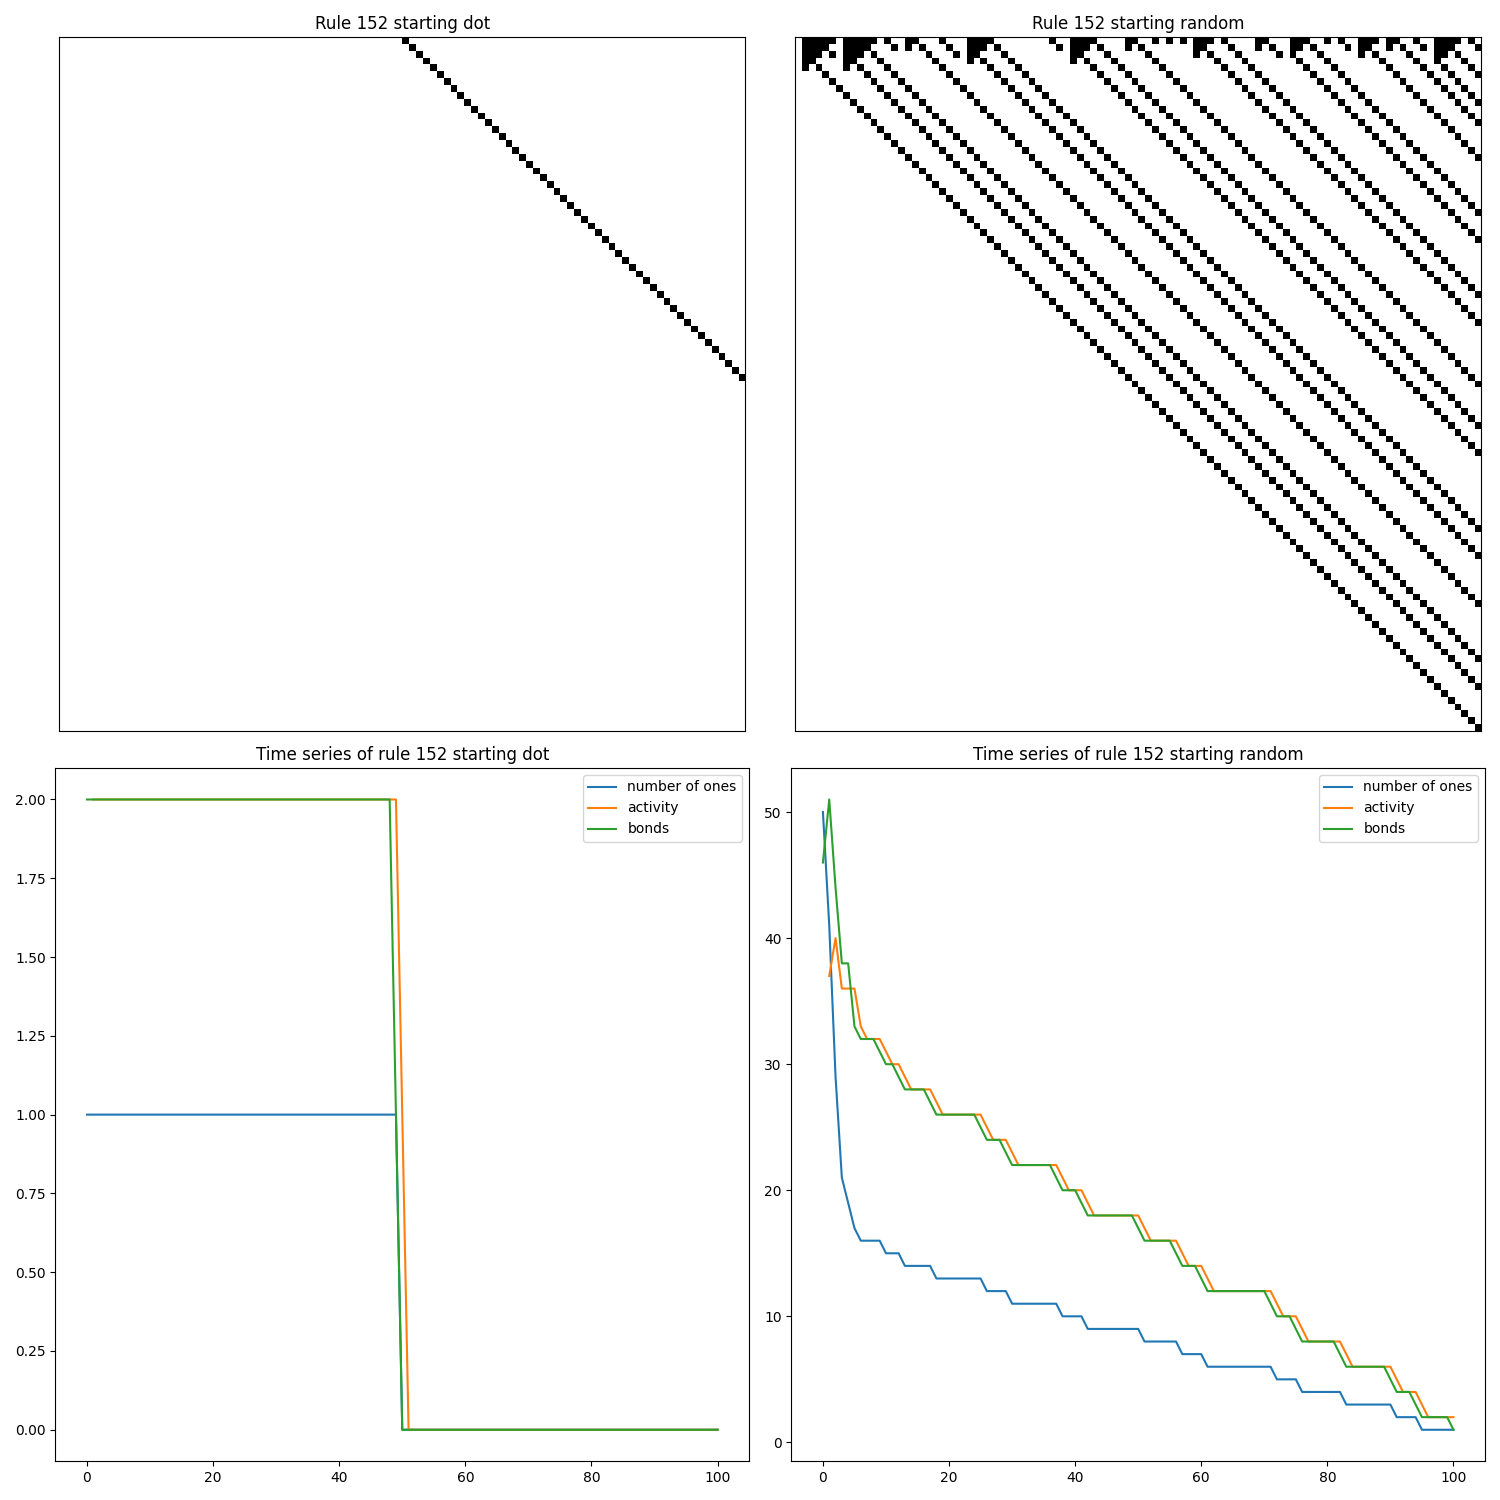 Rule 152 starting dot
Rule 152 starting random
Time series of rule 152 starting dot
2.00
1.75
1.50
1.25
1.00
0.75
0.50
0.25
0.00
0 20 40 60 80 100
number of ones
activity
bonds
Time series of rule 152 starting random
50
40
30
20
10
0
0 20 40 60 80 100
number of ones
activity
bonds